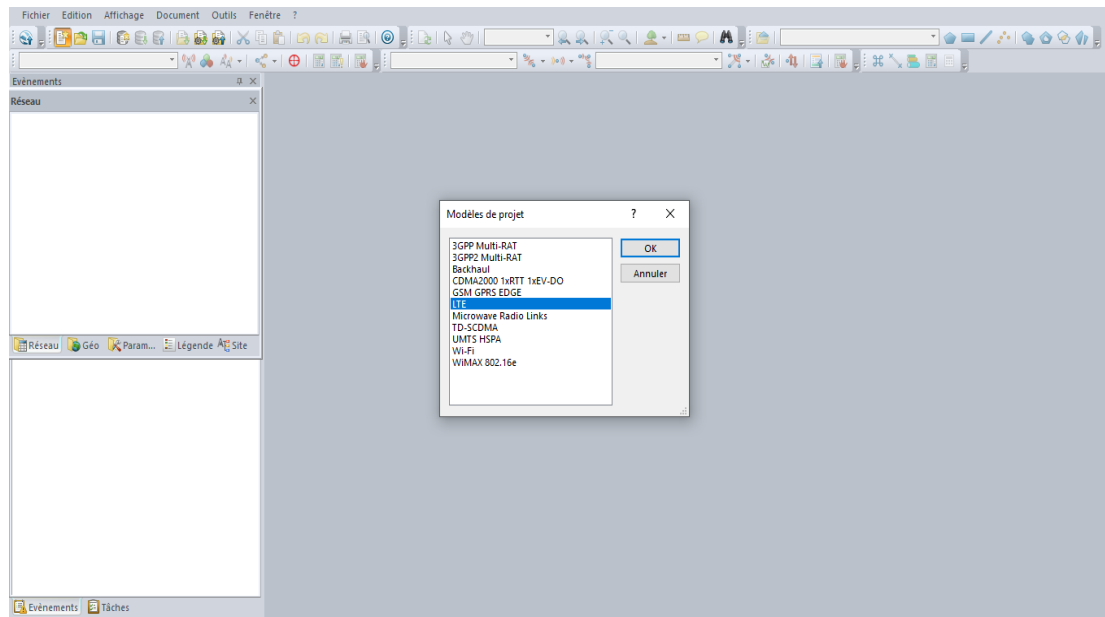 Fichier Edition Affichage Document Outils Fenêtre ?
Evènements
Réseau
Modèles de projet ?
3GPP Multi-RAT
3GPP2 Multi-RAT
Backhaul
CDMA2000 1xRTT 1xEV-DO
GSM GPRS EDGE
LTE
Microwave Radio Links
TD-SCDMA
UMTS HSPA
Wi-Fi
WiMAX 802.16e
OK
Annuler
Réseau Géo Param... Légende Site
Evènements Tâches